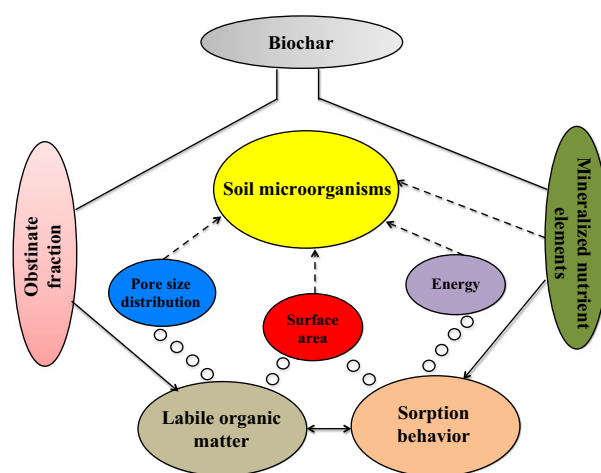 Biochar
Soil microorganisms
Obstinate
fraction
Mineralized nutrient
elements
Pore size
distribution
Energy
Surface
area
Labile organic
matter
Sorption
behavior